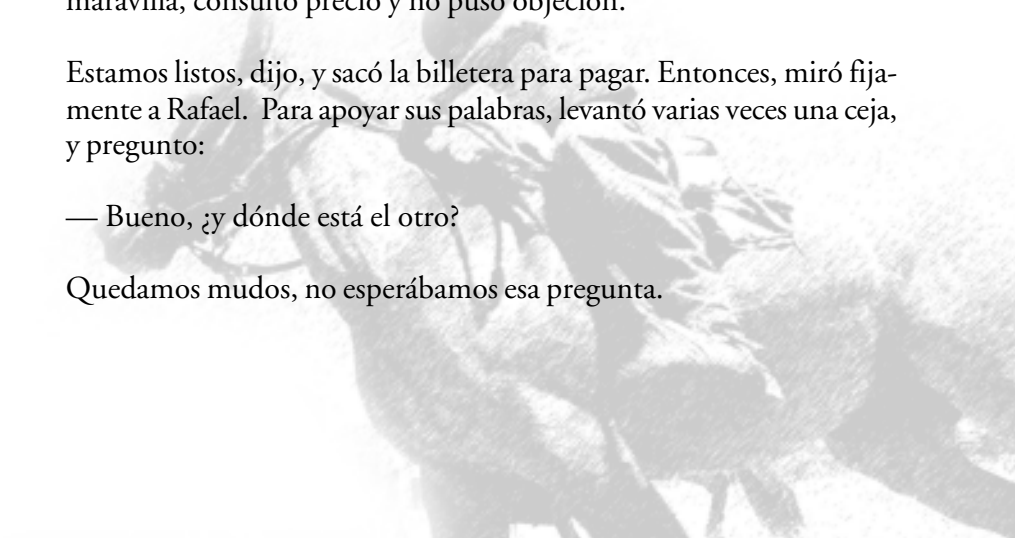 maravilla, consultó precio y no puso objeción.
Estamos listos, dijo, y sacó la billetera para pagar. Entonces, miró fija-
mente a Rafael.  Para apoyar sus palabras, levantó varias veces una ceja,
y pregunto:
— Bueno, ¿y dónde está el otro?
Quedamos mudos, no esperábamos esa pregunta.